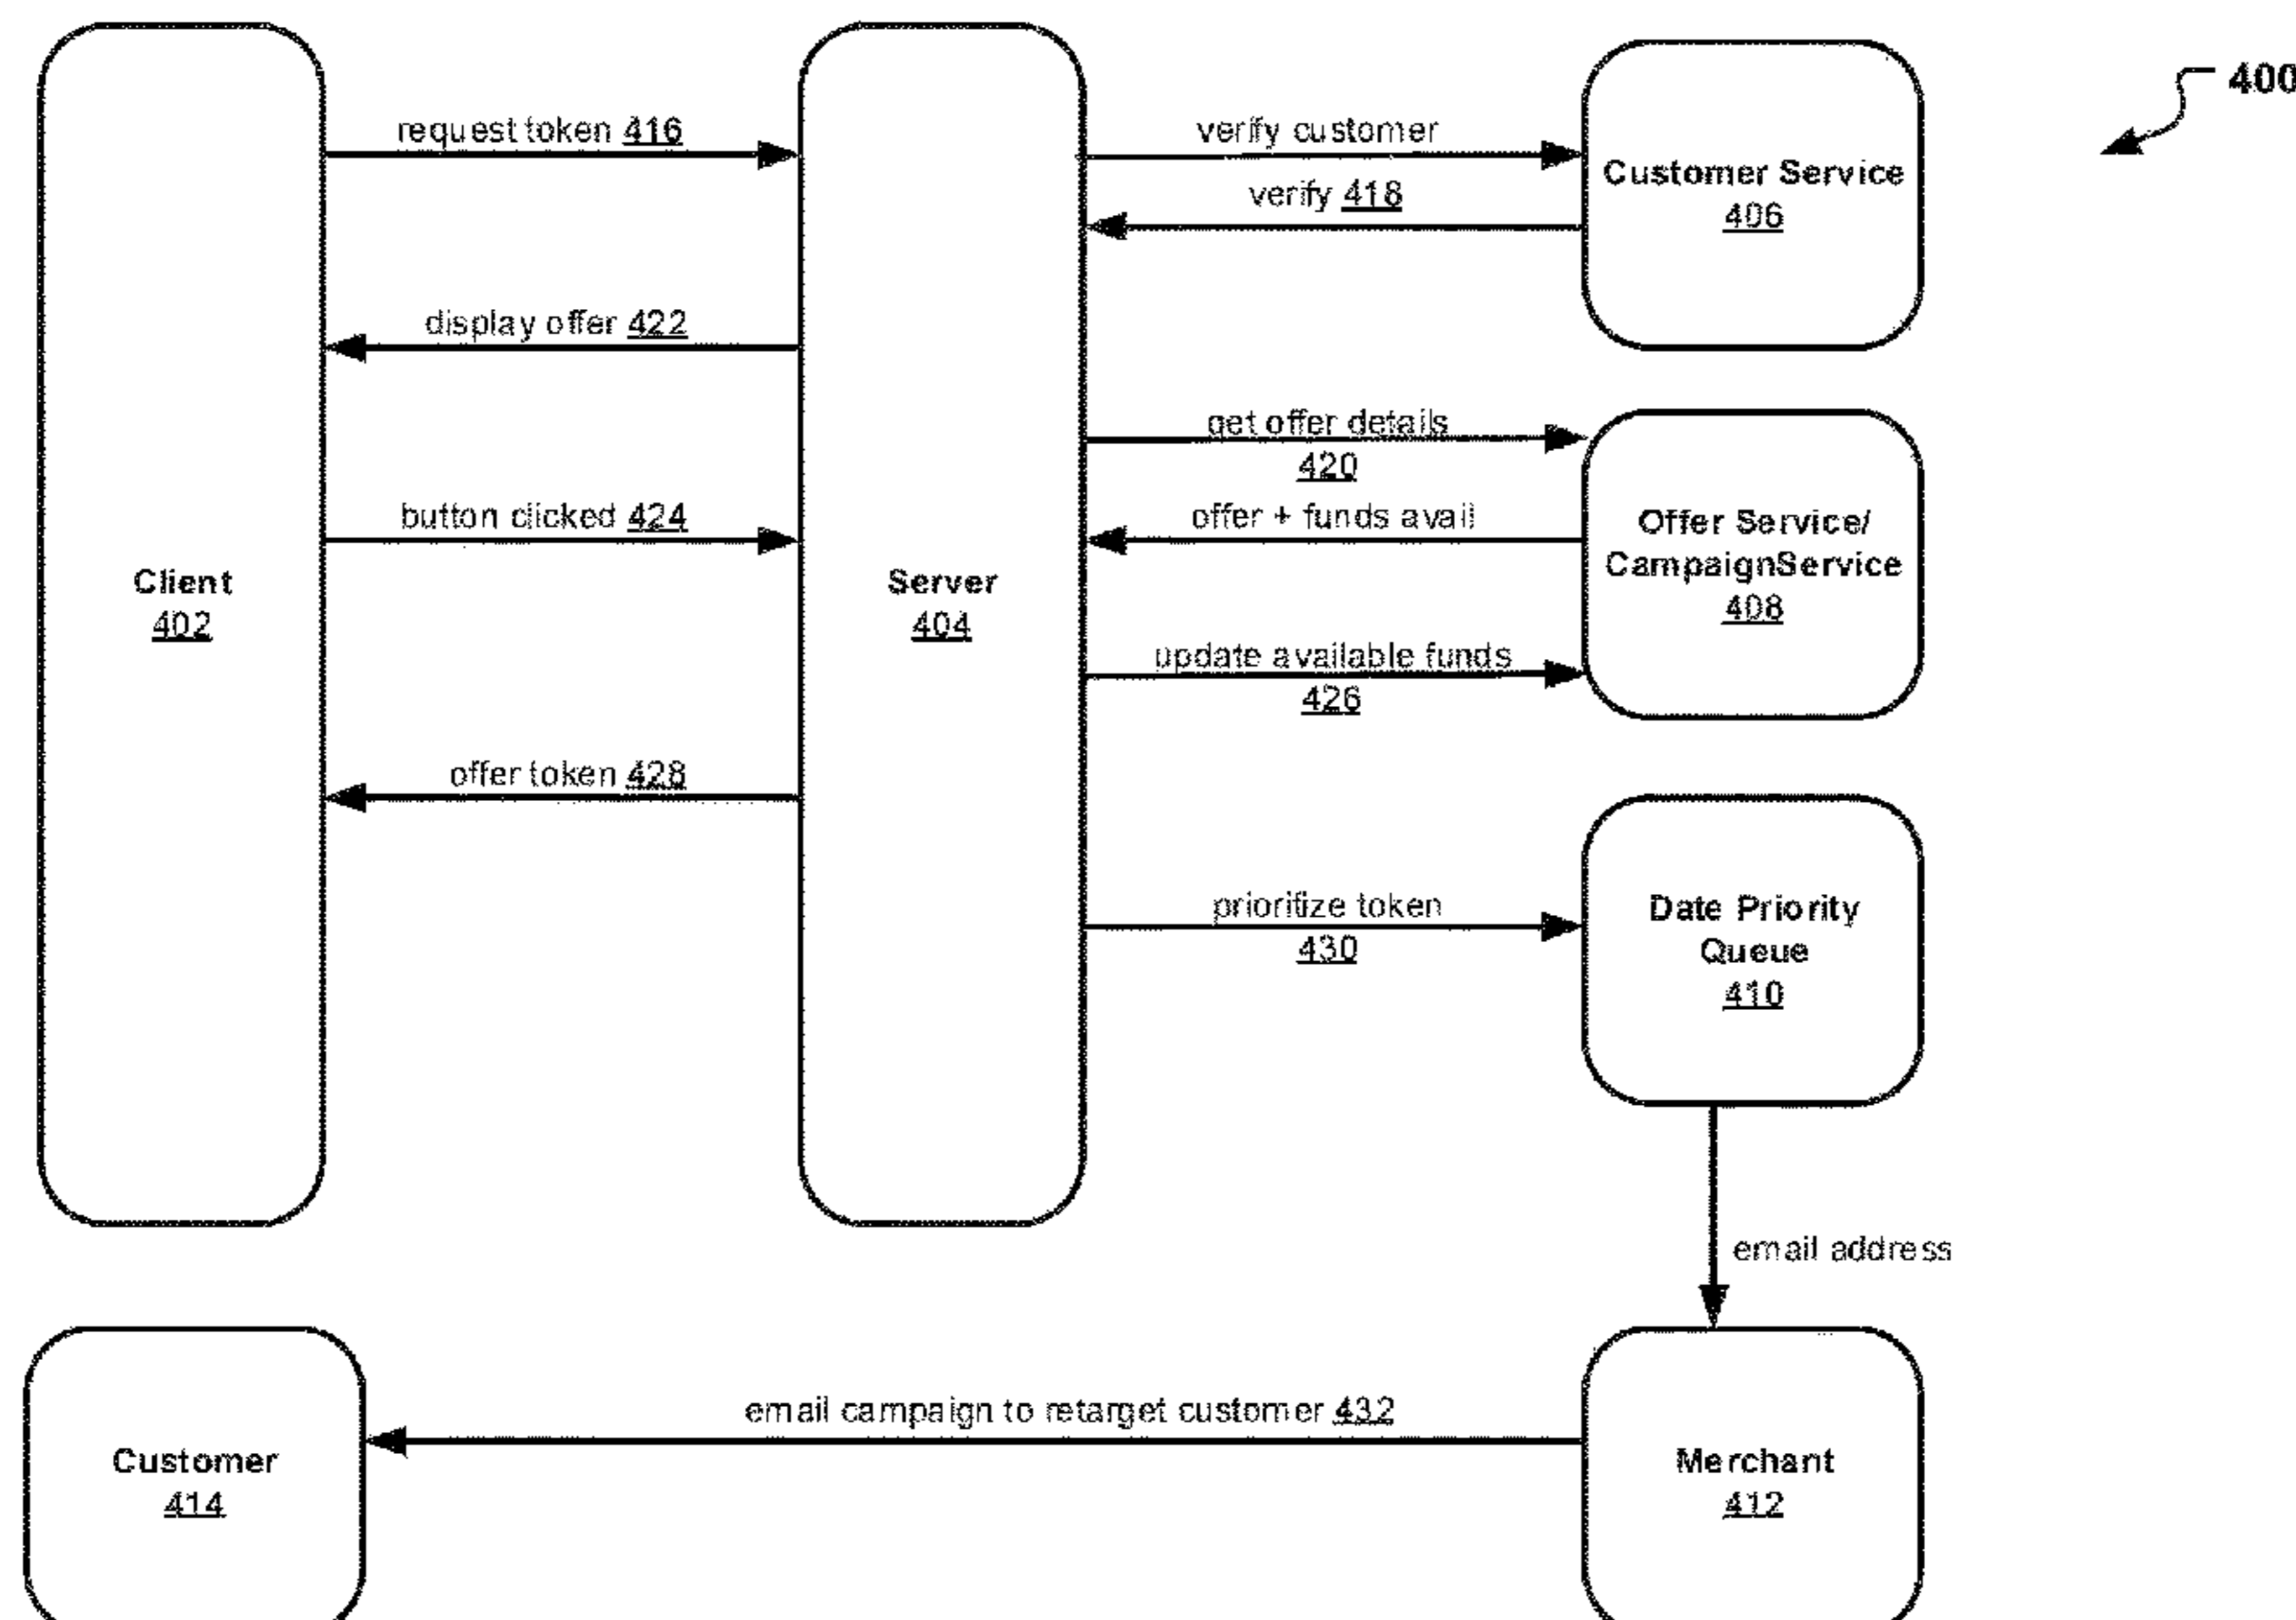 400
request token 416
verify customer
verify 418
Customer Service
406
display offer 422
get offer details
420
button clicked 424
offer + funds avail
Offer Service/
CampaignService
408
Client
402
Server
404
update available funds
426
offer token 428
prioritize token
430
Date Priority
Queue
410
email address
email campaign to retarget customer 432
Customer
414
Merchant
412